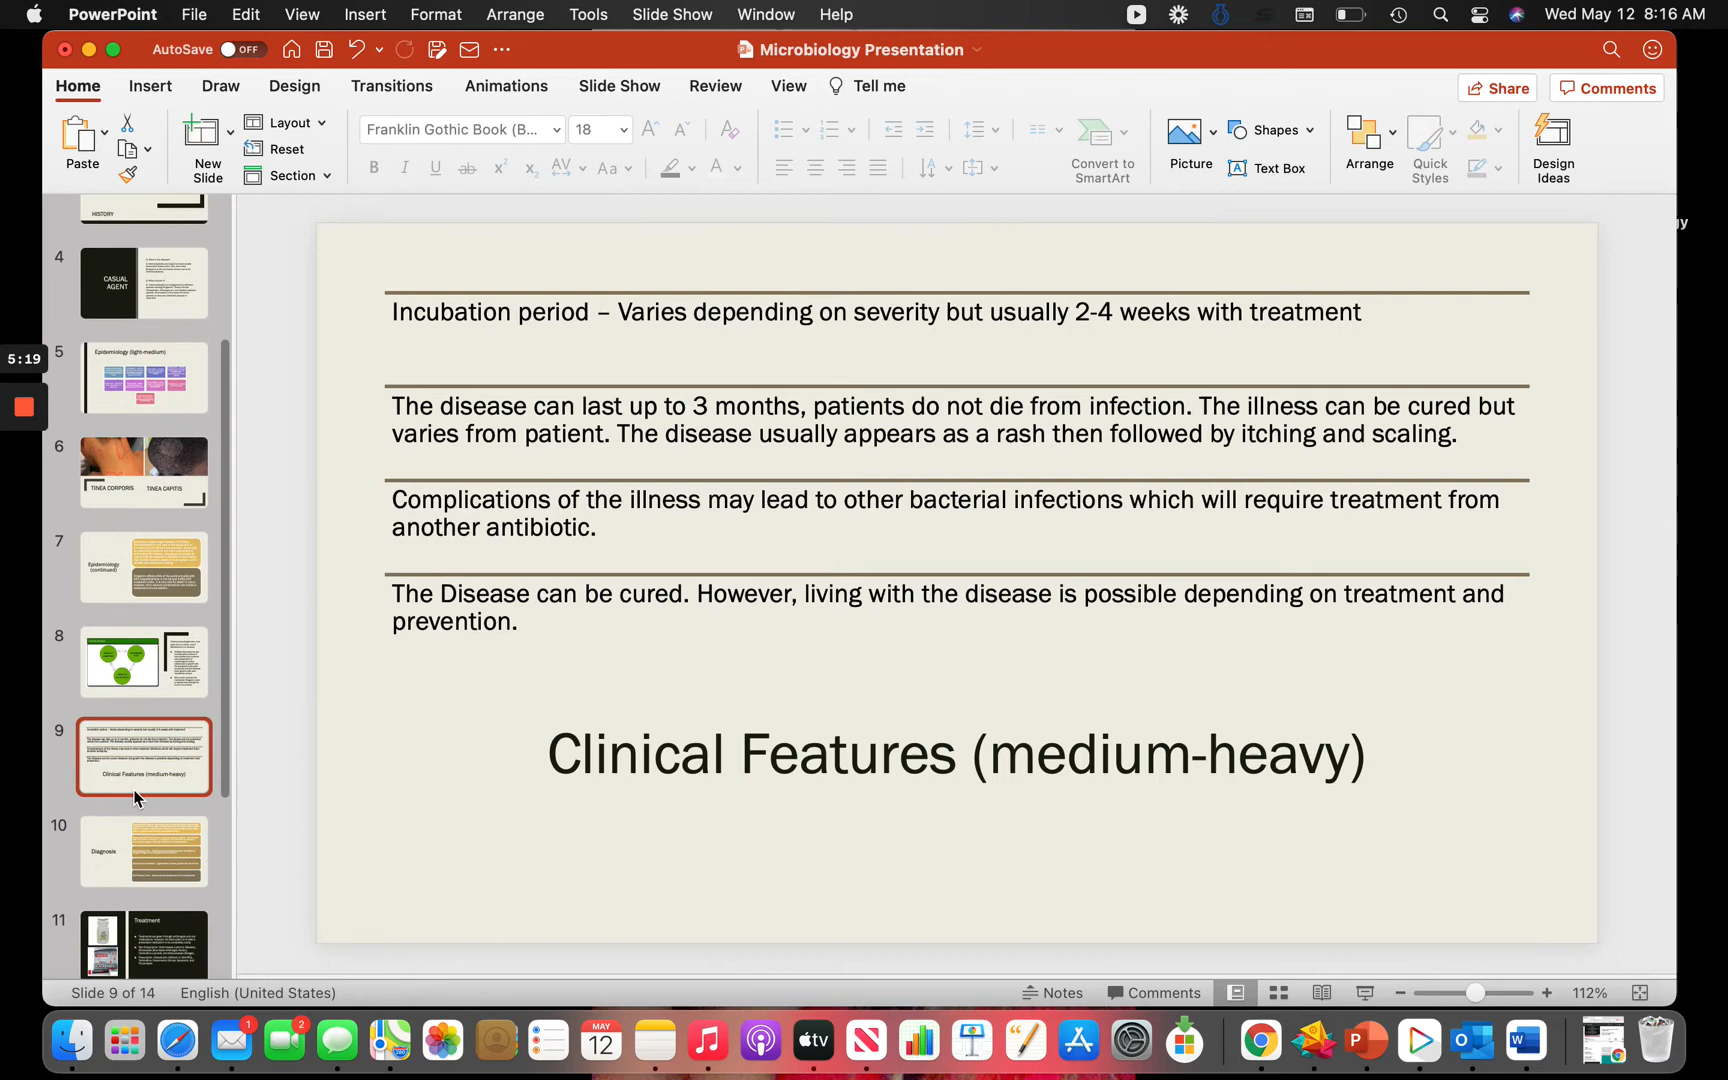 PowerPoint File Edit View Insert Format Arrange Tools Slide Show Window Help Wed May 12 8:16 AM
AutoSave OFF Microbiology Presentation
Home Insert Draw Design Transitions Animations Slide Show Review View Tell me Share Comments
Paste New Slide Layout Reset Section
Franklin Gothic Book (B... 18
Convert to SmartArt Picture Shapes Text Box Arrange Quick Styles Design Ideas
5:19
HISTORY
4
CASUAL
AGENT
5
Epidemiology (light-medium)
6
TINEA CORPORIS TINEA CAPITIS
7
Epidemiology
(continued)
8
9
Clinical Features (medium-heavy)
10
Diagnosis
11
Treatment
Incubation period – Varies depending on severity but usually 2-4 weeks with treatment
The disease can last up to 3 months, patients do not die from infection. The illness can be cured but
varies from patient. The disease usually appears as a rash then followed by itching and scaling.
Complications of the illness may lead to other bacterial infections which will require treatment from
another antibiotic.
The Disease can be cured. However, living with the disease is possible depending on treatment and
prevention.
Clinical Features (medium-heavy)
Slide 9 of 14 English (United States) Notes Comments 112%
1 2 MAY 12 tv